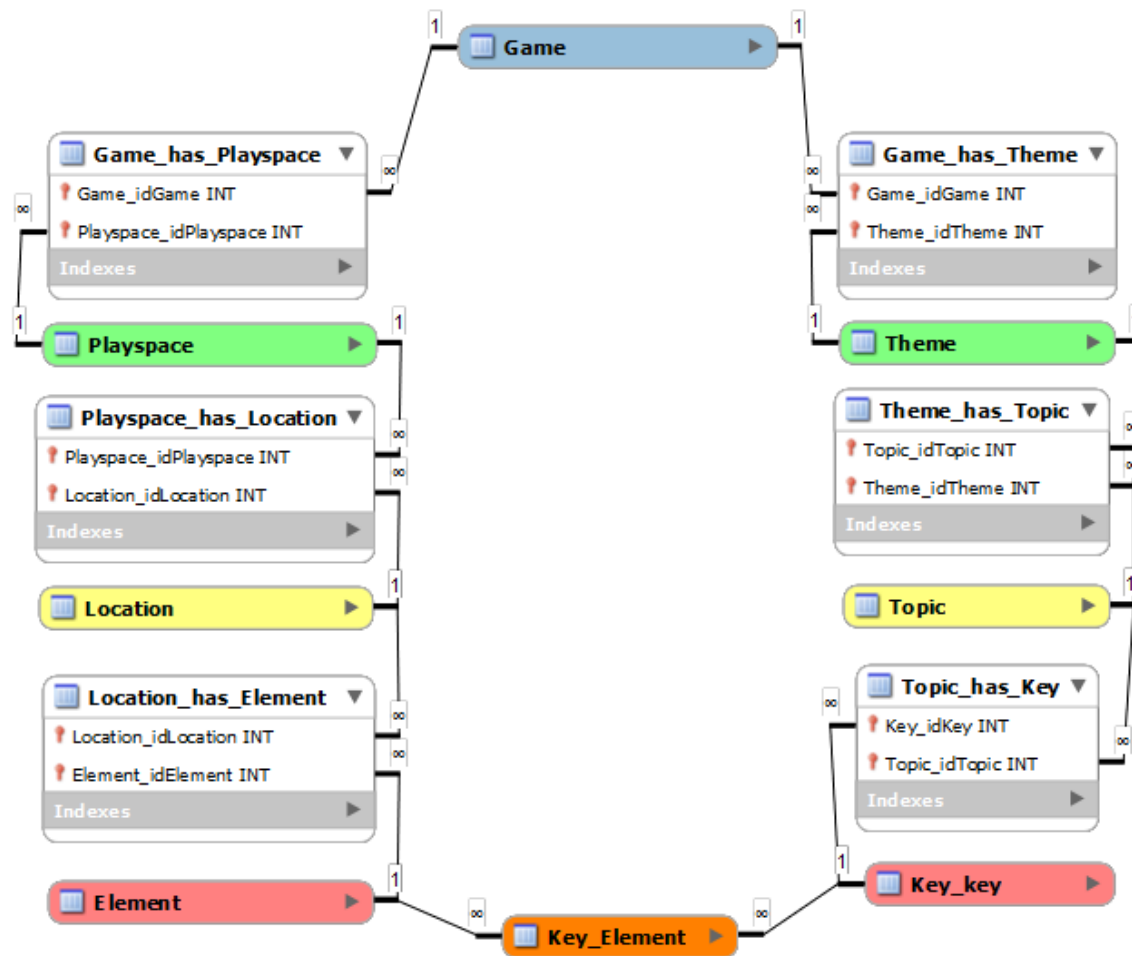 1
1
Game
Game_has_Playspace
Game_idGame INT
Playspace_idPlayspace INT
Indexes
∞
∞
1
Playspace
1
Playspace_has_Location
Playspace_idPlayspace INT
Location_idLocation INT
Indexes
∞
∞
Location
1
Location_has_Element
Location_idLocation INT
Element_idElement INT
Indexes
∞
∞
Element
1
∞
Key_Element
∞
Game_has_Theme
Game_idGame INT
Theme_idTheme INT
Indexes
∞
∞
1
Theme
Theme_has_Topic
Topic_idTopic INT
Theme_idTheme INT
Indexes
∞
∞
Topic
1
Topic_has_Key
Key_idKey INT
Topic_idTopic INT
Indexes
∞
∞
1
Key_key